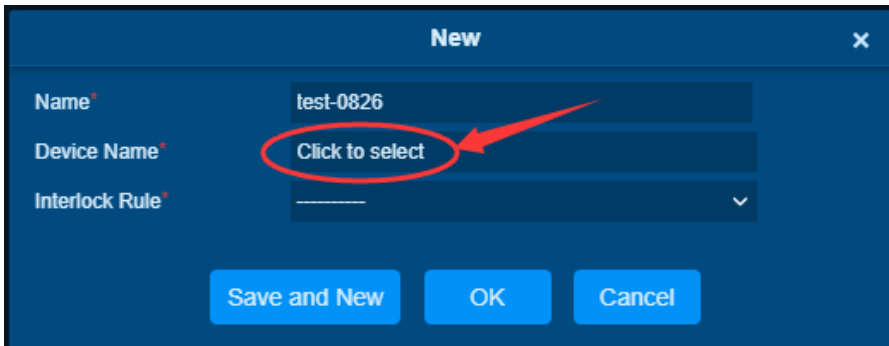 New ×
Name* test-0826
Device Name* Click to select
Interlock Rule* ----------
Save and New OK Cancel